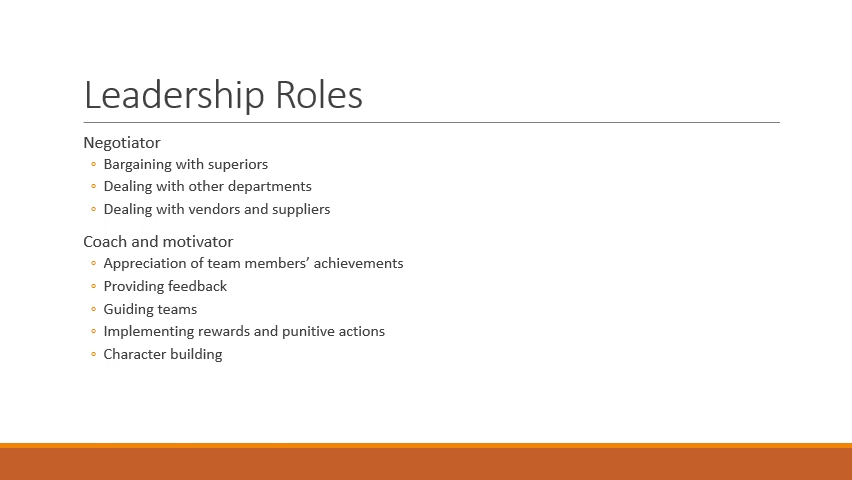 Leadership Roles
Negotiator
◦ Bargaining with superiors
◦ Dealing with other departments
◦ Dealing with vendors and suppliers
Coach and motivator
◦ Appreciation of team members’ achievements
◦ Providing feedback
◦ Guiding teams
◦ Implementing rewards and punitive actions
◦ Character building